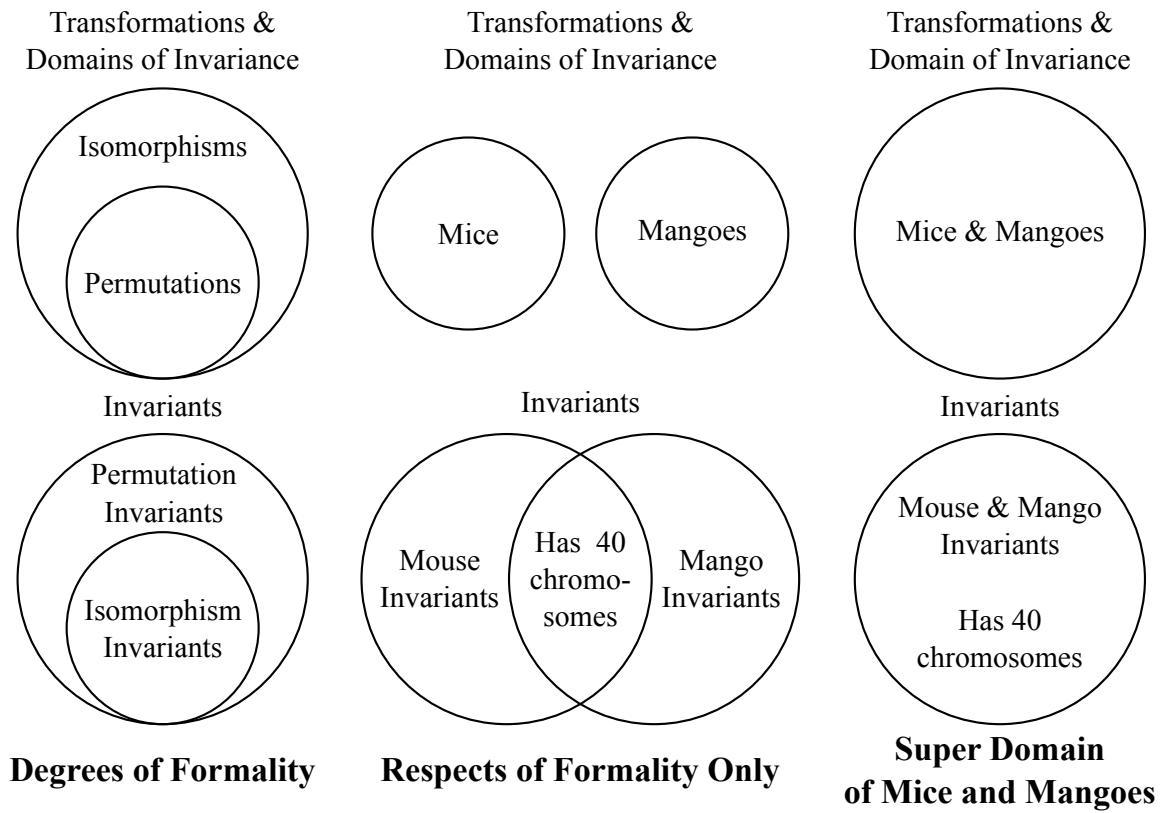 Transformations &
Domains of Invariance
Isomorphisms
Permutations
Invariants
Permutation
Invariants
Isomorphism
Invariants
Degrees of Formality
Transformations &
Domains of Invariance
Mice
Mangoes
Invariants
Mouse
Invariants
Has 40
chromo-
somes
Mango
Invariants
Respects of Formality Only
Transformations &
Domain of Invariance
Mice & Mangoes
Invariants
Mouse & Mango
Invariants
Has 40
chromosomes
Super Domain
of Mice and Mangoes